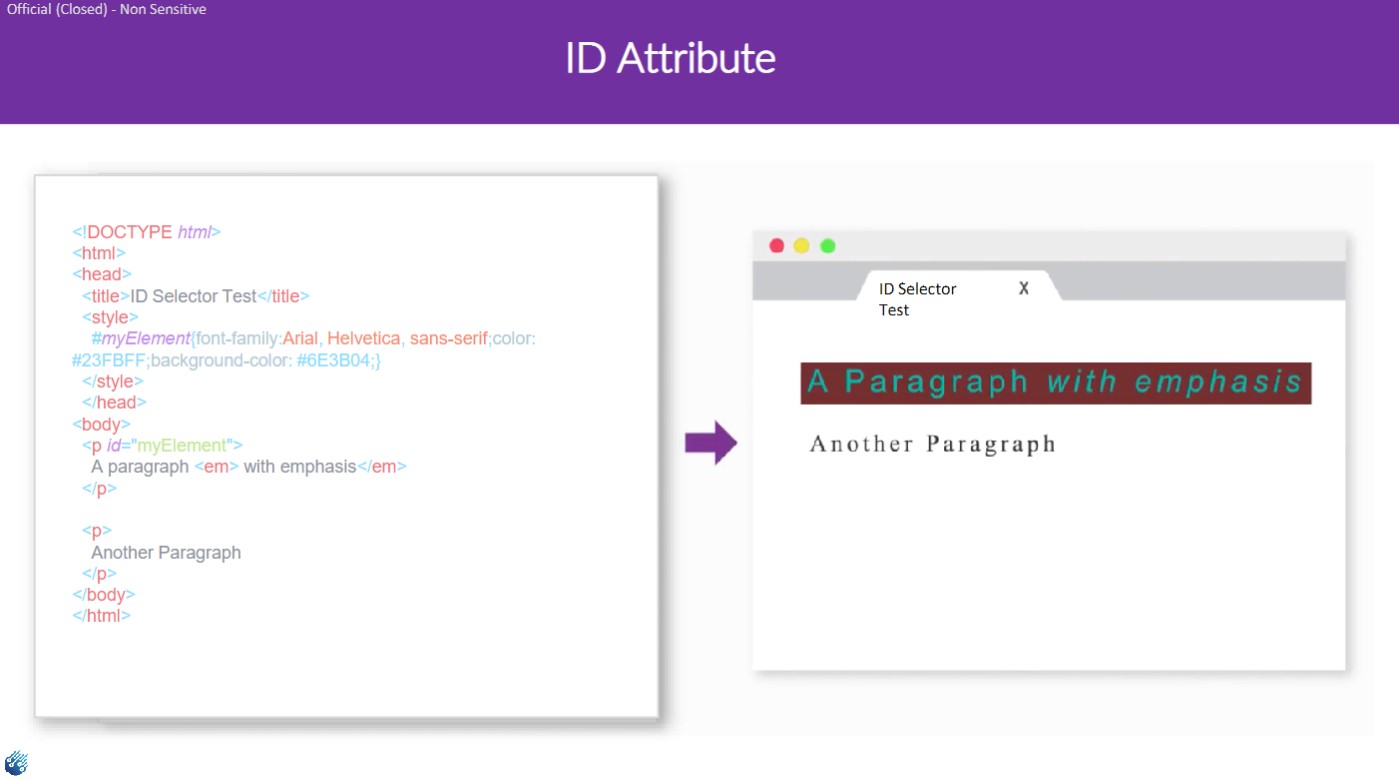 Official (Closed) - Non Sensitive
ID Attribute
<!DOCTYPE html>
<html>
<head>
<title>ID Selector Test</title>
<style>
#myElement{font-family:Arial, Helvetica, sans-serif;color:
#23FBFF;background-color: #6E3B04;}
</style>
</head>
<body>
<p id="myElement">
A paragraph <em> with emphasis</em>
</p>
<p>
Another Paragraph
</p>
</body>
</html>
ID Selector X
Test
A Paragraph with emphasis
Another Paragraph